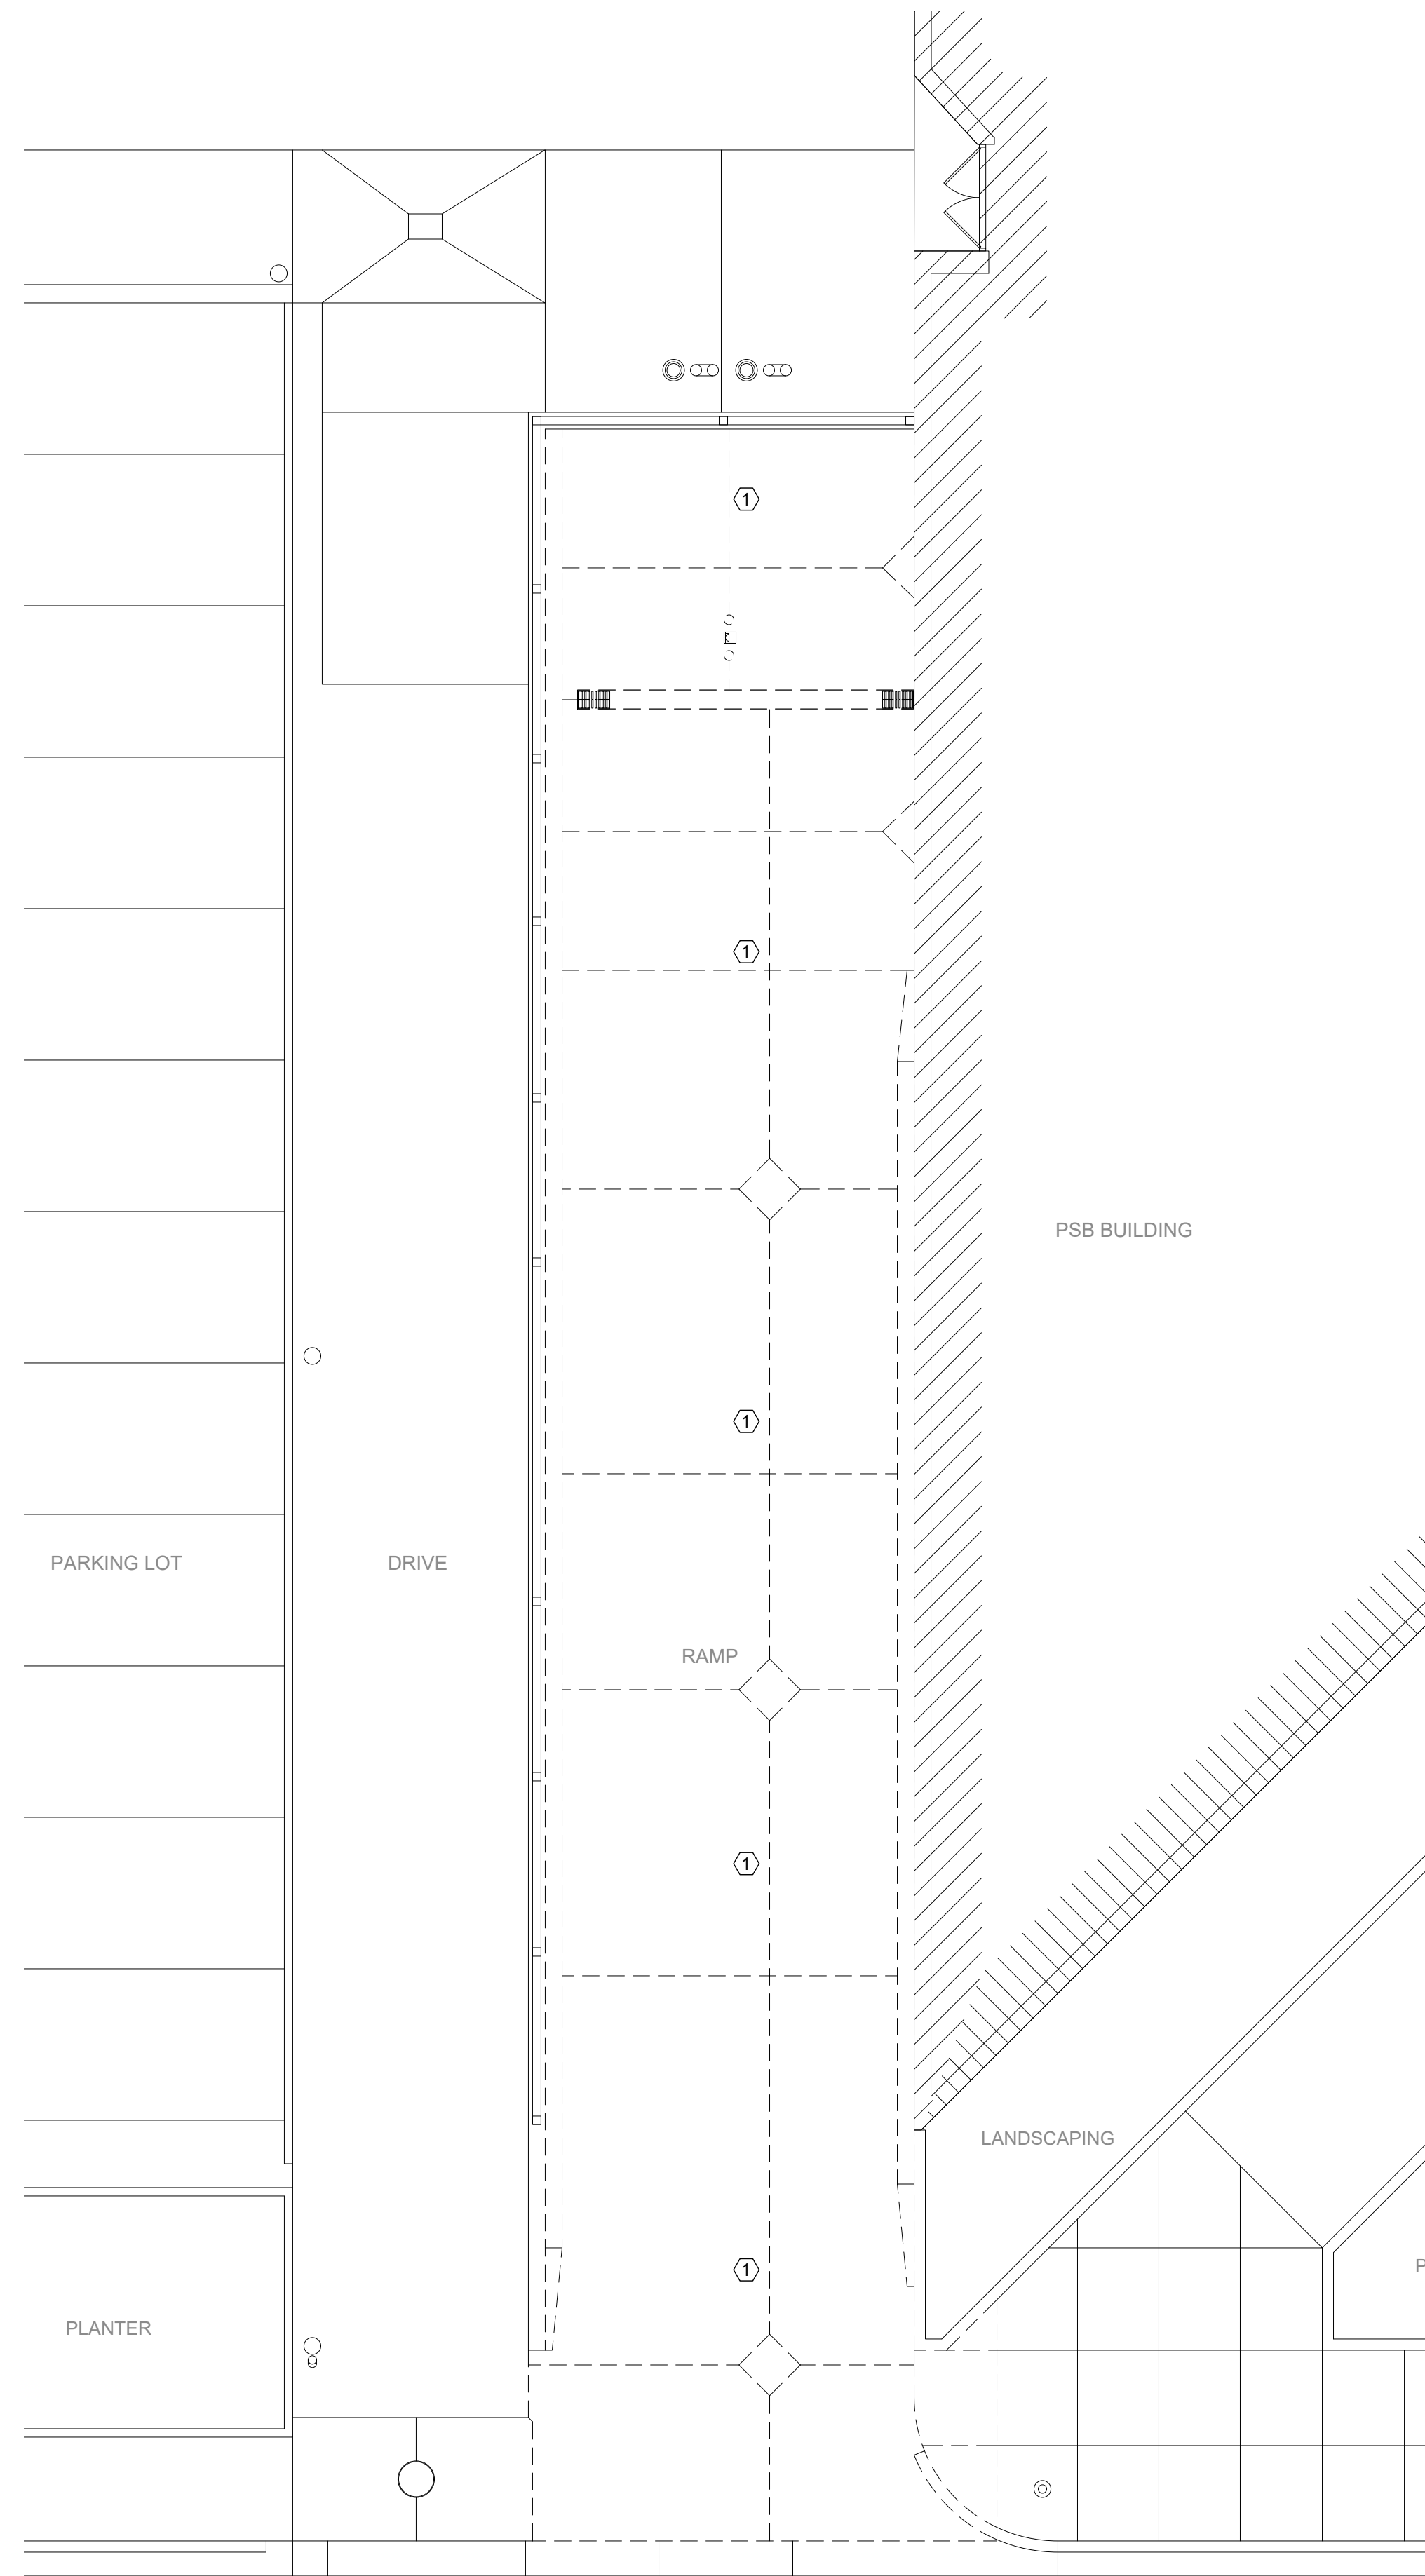 1
1
PSB BUILDING
1
PARKING LOT
DRIVE
RAMP
1
LANDSCAPING
1
P
PLANTER